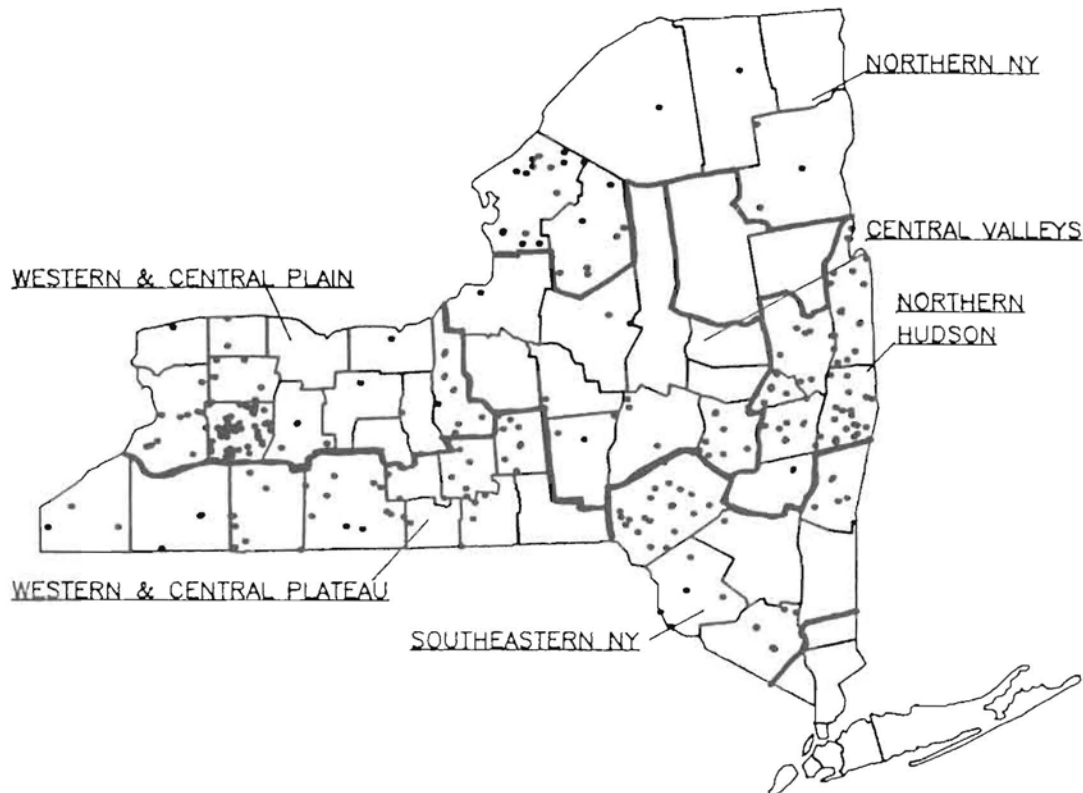 NORTHERN NY
CENTRAL VALLEYS
WESTERN & CENTRAL PLAIN
NORTHERN
HUDSON
WESTERN & CENTRAL PLATEAU
SOUTHEASTERN NY